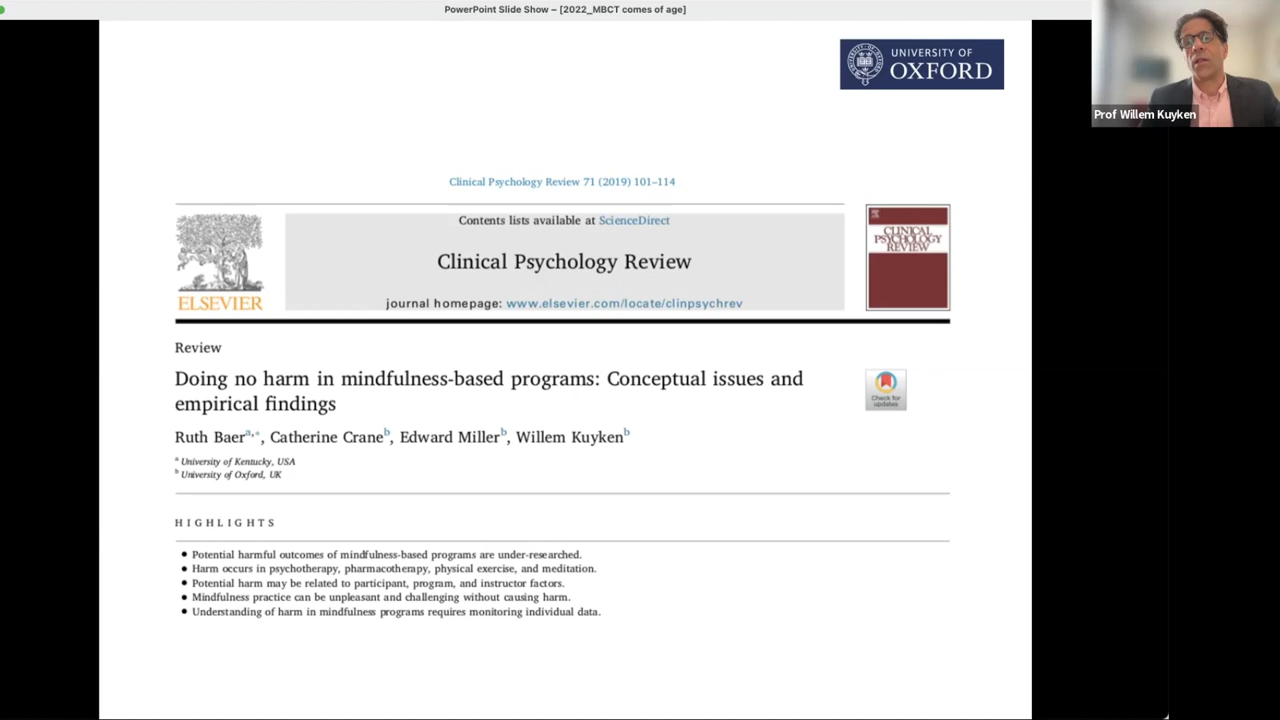 PowerPoint Slide Show – [2022_MBCT comes of age]
UNIVERSITY OF
OXFORD
Prof Willem Kuyken
Clinical Psychology Review 71 (2019) 101–114
Contents lists available at ScienceDirect
Clinical Psychology Review
journal homepage: www.elsevier.com/locate/clinpsychrev
ELSEVIER
CLINICAL
PSYCHOLOGY
REVIEW
Review
Doing no harm in mindfulness-based programs: Conceptual issues and
empirical findings
Check for
updates
Ruth Baer^a,*, Catherine Crane^b, Edward Miller^b, Willem Kuyken^b
^a University of Kentucky, USA
^b University of Oxford, UK
HIGHLIGHTS
• Potential harmful outcomes of mindfulness-based programs are under-researched.
• Harm occurs in psychotherapy, pharmacotherapy, physical exercise, and meditation.
• Potential harm may be related to participant, program, and instructor factors.
• Mindfulness practice can be unpleasant and challenging without causing harm.
• Understanding of harm in mindfulness programs requires monitoring individual data.